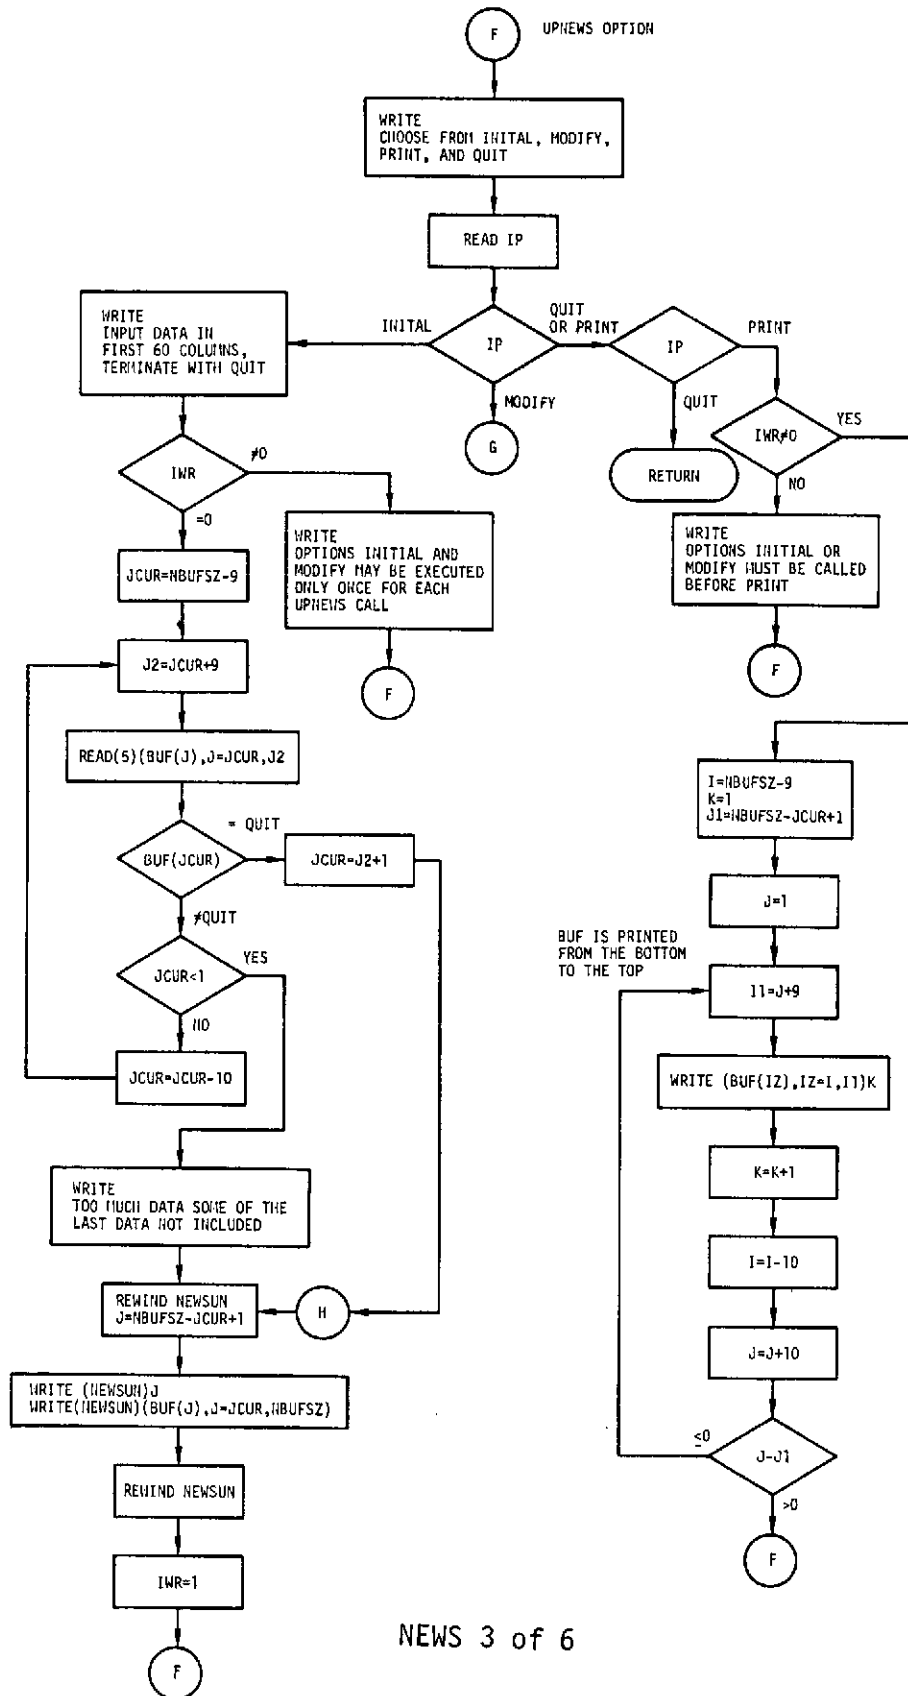 F
UPNEWS OPTION
WRITE
CHOOSE FROM INITAL, MODIFY,
PRINT, AND QUIT
READ IP
INITAL
IP
QUIT
OR PRINT
MODIFY
G
IP
PRINT
QUIT
RETURN
IWR≠0
YES
NO
WRITE
OPTIONS INITIAL OR
MODIFY MUST BE CALLED
BEFORE PRINT
F
WRITE
INPUT DATA IN
FIRST 60 COLUMNS,
TERMINATE WITH QUIT
IWR
≠0
=0
WRITE
OPTIONS INITIAL AND
MODIFY MAY BE EXECUTED
ONLY ONCE FOR EACH
UPNEWS CALL
F
JCUR=NBUFSZ-9
J2=JCUR+9
READ(5)(BUF(J),J=JCUR,J2
BUF(JCUR)
= QUIT
JCUR=J2+1
≠QUIT
JCUR<1
YES
NO
JCUR=JCUR-10
WRITE
TOO MUCH DATA SOME OF THE
LAST DATA NOT INCLUDED
REWIND NEWSUN
J=NBUFSZ-JCUR+1
H
WRITE (NEWSUN)J
WRITE(NEWSUN)(BUF(J),J=JCUR,NBUFSZ)
REWIND NEWSUN
IWR=1
F
I=NBUFSZ-9
K=1
J1=NBUFSZ-JCUR+1
J=1
BUF IS PRINTED
FROM THE BOTTOM
TO THE TOP
I1=J+9
WRITE (BUF(IZ),IZ=I,I1)K
K=K+1
I=I-10
J=J+10
≤0
J-J1
>0
F
NEWS 3 of 6